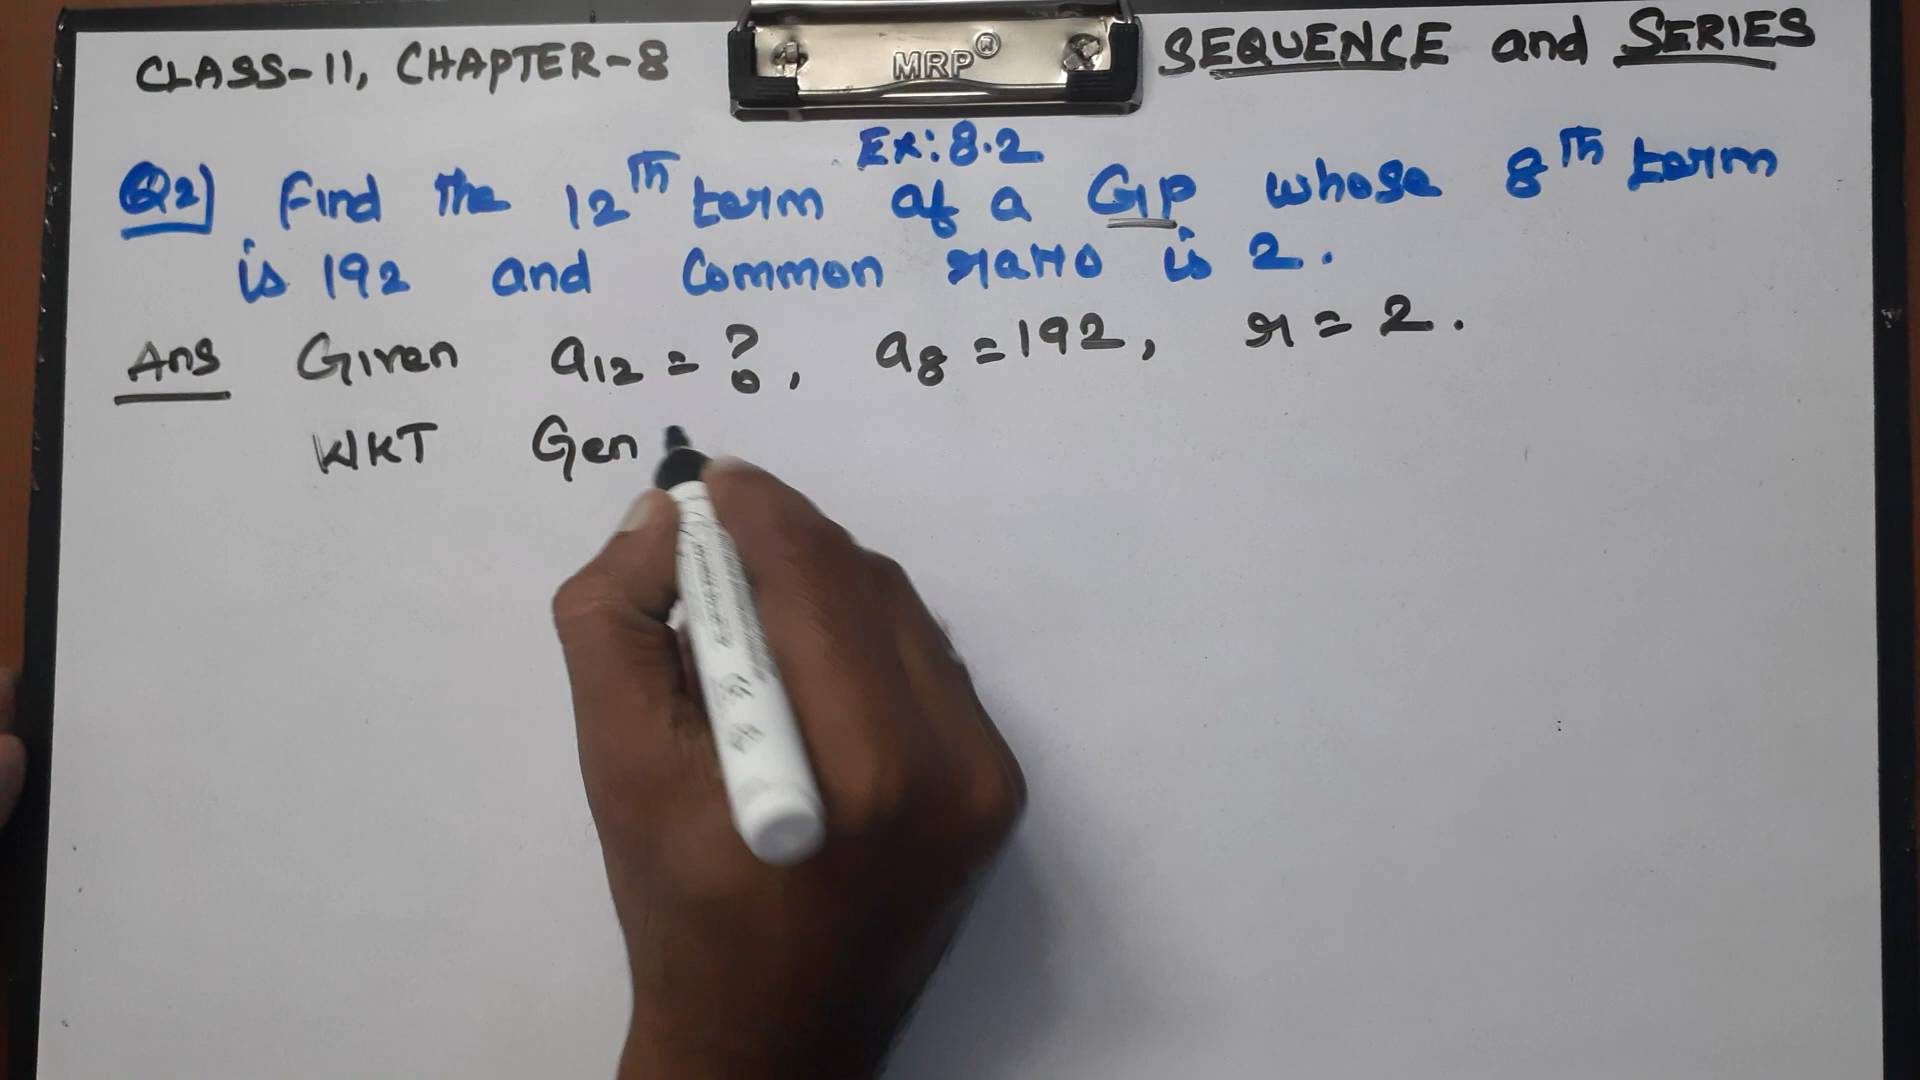 CLASS-11, CHAPTER-8
MRP®
SEQUENCE and SERIES
Ex: 8.2
Q2) Find the 12th term of a GP whose 8th term
is 192 and Common ratio is 2.
Ans Given a12 = ?, a8 = 192, r = 2.
WKT Gen